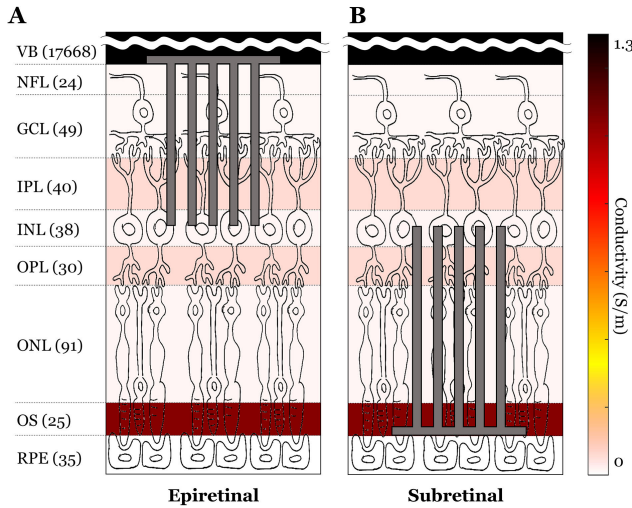 A
B
VB (17668)
NFL (24)
GCL (49)
IPL (40)
INL (38)
OPL (30)
ONL (91)
OS (25)
RPE (35)
Epiretinal
Subretinal
1.3
Conductivity (S/m)
0